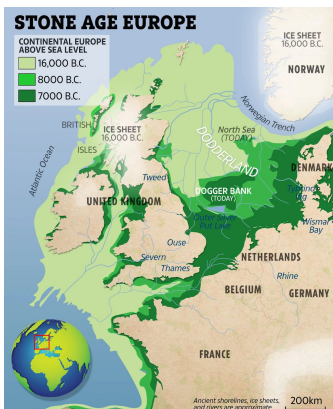 STONE AGE EUROPE
CONTINENTAL EUROPE
ABOVE SEA LEVEL
16,000 B.C.
8000 B.C.
7000 B.C.
ICE SHEET
16,000 B.C.
NORWAY
Norwegian Trench
BRITISH
ISLES
ICE SHEET
16,000 B.C.
North Sea
(TODAY)
DODDERLAND
Atlantic Ocean
DENMARK
Tweed
DOGGER BANK
(TODAY)
UNITED KINGDOM
Outer Silver
Pit Lake
Wismar
Bay
Ouse
Severn
Thames
NETHERLANDS
Rhine
BELGIUM
GERMANY
FRANCE
Ancient shorelines, ice sheets,
and rivers are approximate
200km